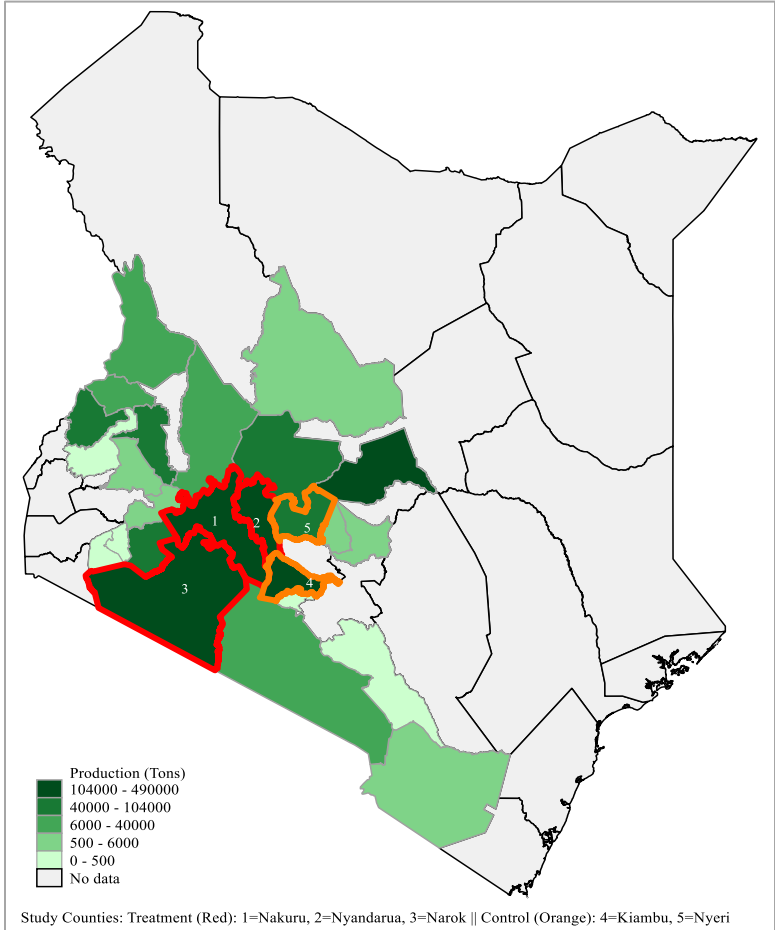 1
2
5
4
3
Production (Tons)
104000 - 490000
40000 - 104000
6000 - 40000
500 - 6000
0 - 500
No data
Study Counties: Treatment (Red): 1=Nakuru, 2=Nyandarua, 3=Narok || Control (Orange): 4=Kiambu, 5=Nyeri